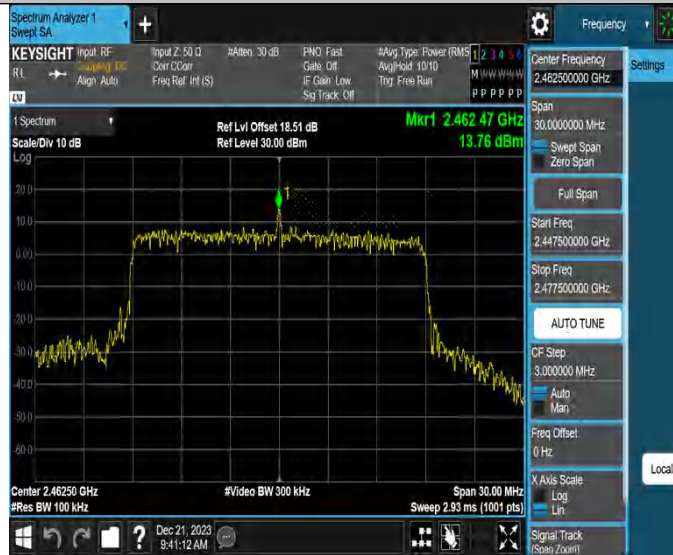 Spectrum Analyzer 1
Swept SA
+
Frequency
KEYSIGHT Input: RF
Coupling: DC
Align: Auto
RL
Input Z: 50 Ω
Corr CCorr
Freq Ref: Int (S)
#Atten: 30 dB
PNO: Fast
Gate: Off
IF Gain: Low
Sig Track: Off
#Avg Type: Power (RMS
Avg|Hold: 10/10
Trig: Free Run
1 2 3 4 5 6
M W W W W W
P P P P P P
Center Frequency
2.462500000 GHz
Settings
Span
30.0000000 MHz
Swept Span
Zero Span
Full Span
Start Freq
2.447500000 GHz
Stop Freq
2.477500000 GHz
AUTO TUNE
CF Step
3.000000 MHz
Auto
Man
Freq Offset
0 Hz
X Axis Scale
Log
Lin
Local
Signal Track
(Span Zoom)
1 Spectrum
Scale/Div 10 dB
Ref Lvl Offset 18.51 dB
Ref Level 30.00 dBm
Mkr1 2.462 47 GHz
13.76 dBm
Log
20.0
10.0
0.00
-10.0
-20.0
-30.0
-40.0
-50.0
-60.0
1
Center 2.46250 GHz
#Res BW 100 kHz
#Video BW 300 kHz
Span 30.00 MHz
Sweep 2.93 ms (1001 pts)
?
Dec 21, 2023
9:41:12 AM